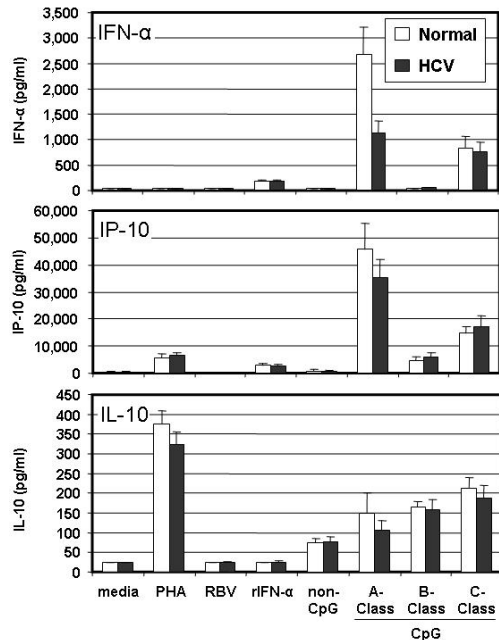 IFN-α
Normal
HCV
IFN-α (pg/ml)
3,500
3,000
2,500
2,000
1,500
1,000
500
0
IP-10
IP-10 (pg/ml)
60,000
50,000
40,000
30,000
20,000
10,000
0
IL-10
IL-10 (pg/ml)
450
400
350
300
250
200
150
100
50
0
media PHA RBV rIFN-α non- A- B- C-
CpG Class Class Class
CpG